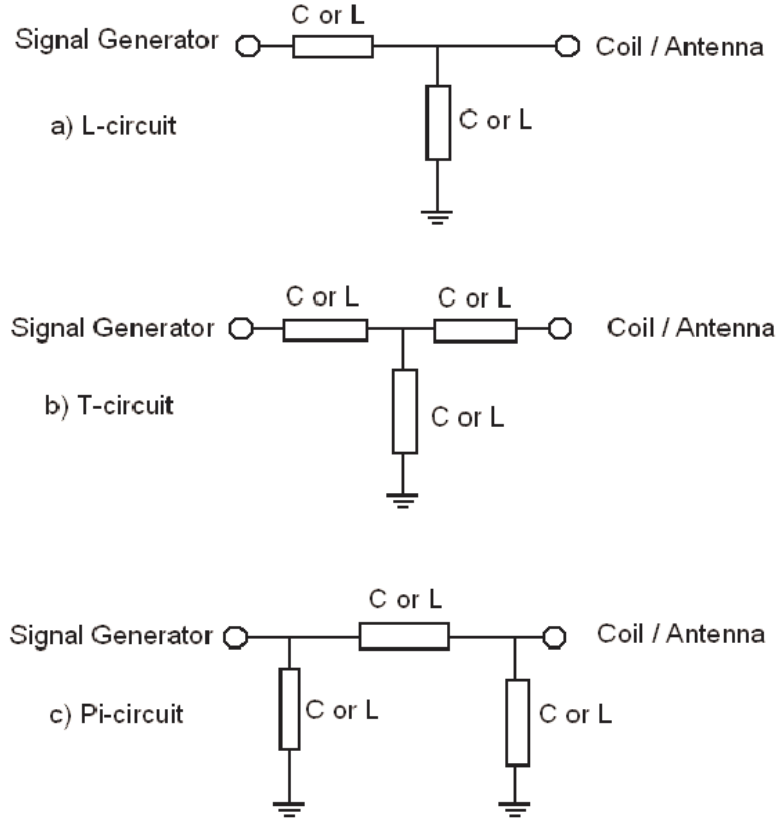 C or L
Signal Generator
Coil / Antenna
C or L
a) L-circuit
C or L
C or L
Signal Generator
Coil / Antenna
b) T-circuit
C or L
C or L
Signal Generator
Coil / Antenna
c) Pi-circuit
C or L
C or L